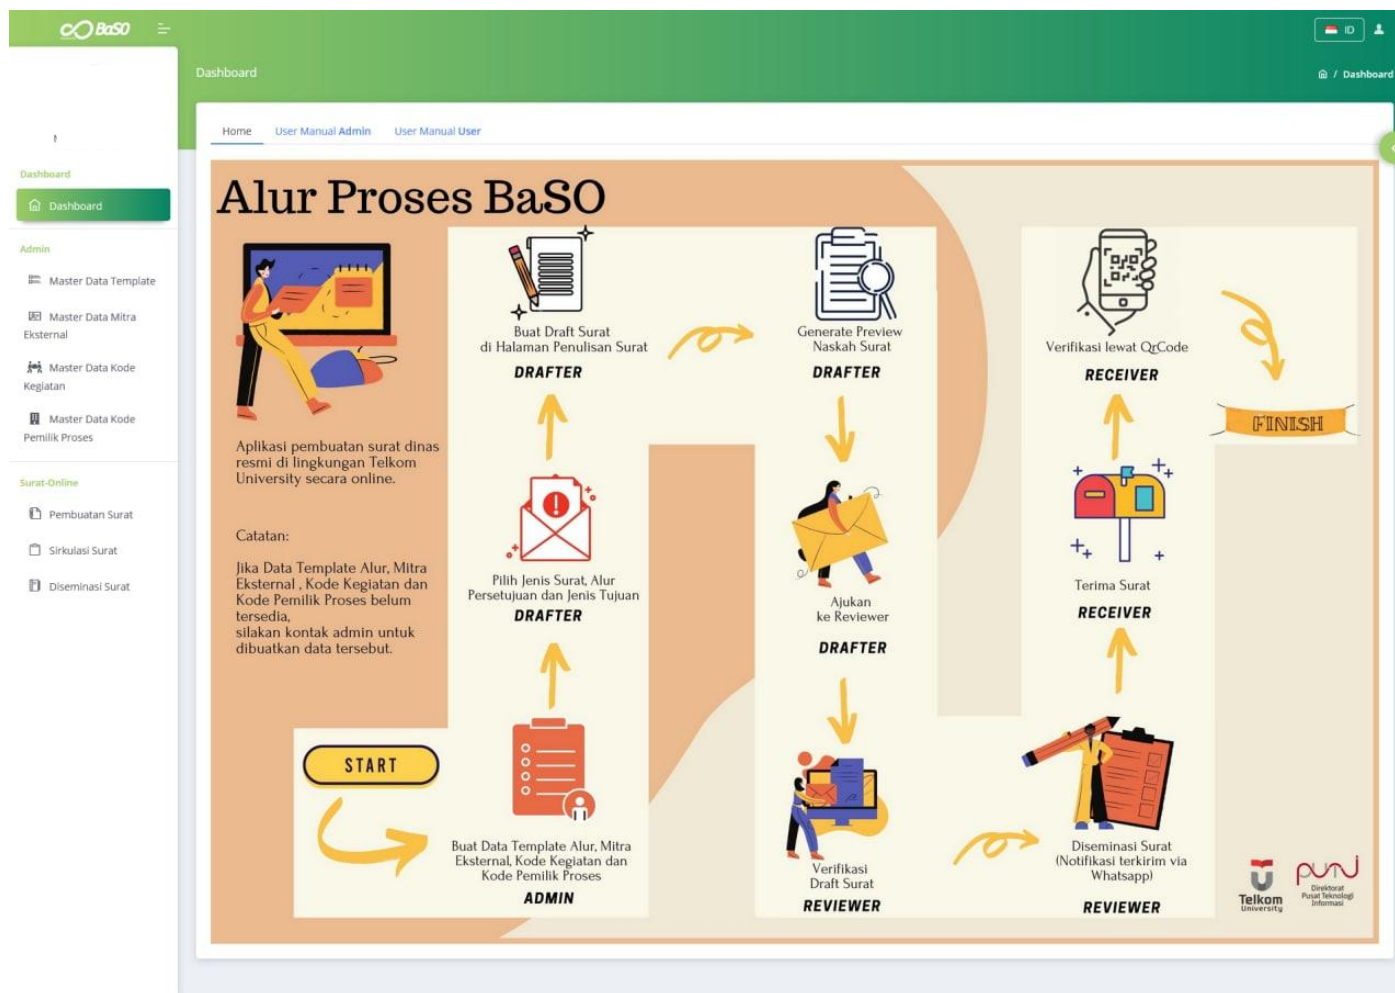 BaSO
ID
Dashboard
/ Dashboard
Home
User Manual Admin
User Manual User
Dashboard
Dashboard
Admin
Master Data Template
Master Data Mitra
Eksternal
Master Data Kode
Kegiatan
Master Data Kode
Pemilik Proses
Surat-Online
Pembuatan Surat
Sirkulasi Surat
Diseminasi Surat
Alur Proses BaSO
Aplikasi pembuatan surat dinas
resmi di lingkungan Telkom
University secara online.
Catatan:
Jika Data Template Alur, Mitra
Eksternal , Kode Kegiatan dan
Kode Pemilik Proses belum
tersedia,
silakan kontak admin untuk
dibuatkan data tersebut.
START
Buat Data Template Alur, Mitra
Eksternal, Kode Kegiatan dan
Kode Pemilik Proses
ADMIN
Pilih Jenis Surat, Alur
Persetujuan dan Jenis Tujuan
DRAFTER
Buat Draft Surat
di Halaman Penulisan Surat
DRAFTER
Generate Preview
Naskah Surat
DRAFTER
Ajukan
ke Reviewer
DRAFTER
Verifikasi
Draft Surat
REVIEWER
Diseminasi Surat
(Notifikasi terkirim via
Whatsapp)
REVIEWER
Terima Surat
RECEIVER
Verifikasi lewat QrCode
RECEIVER
FINISH
Telkom
University
puti
Direktorat
Pusat Teknologi
Informasi